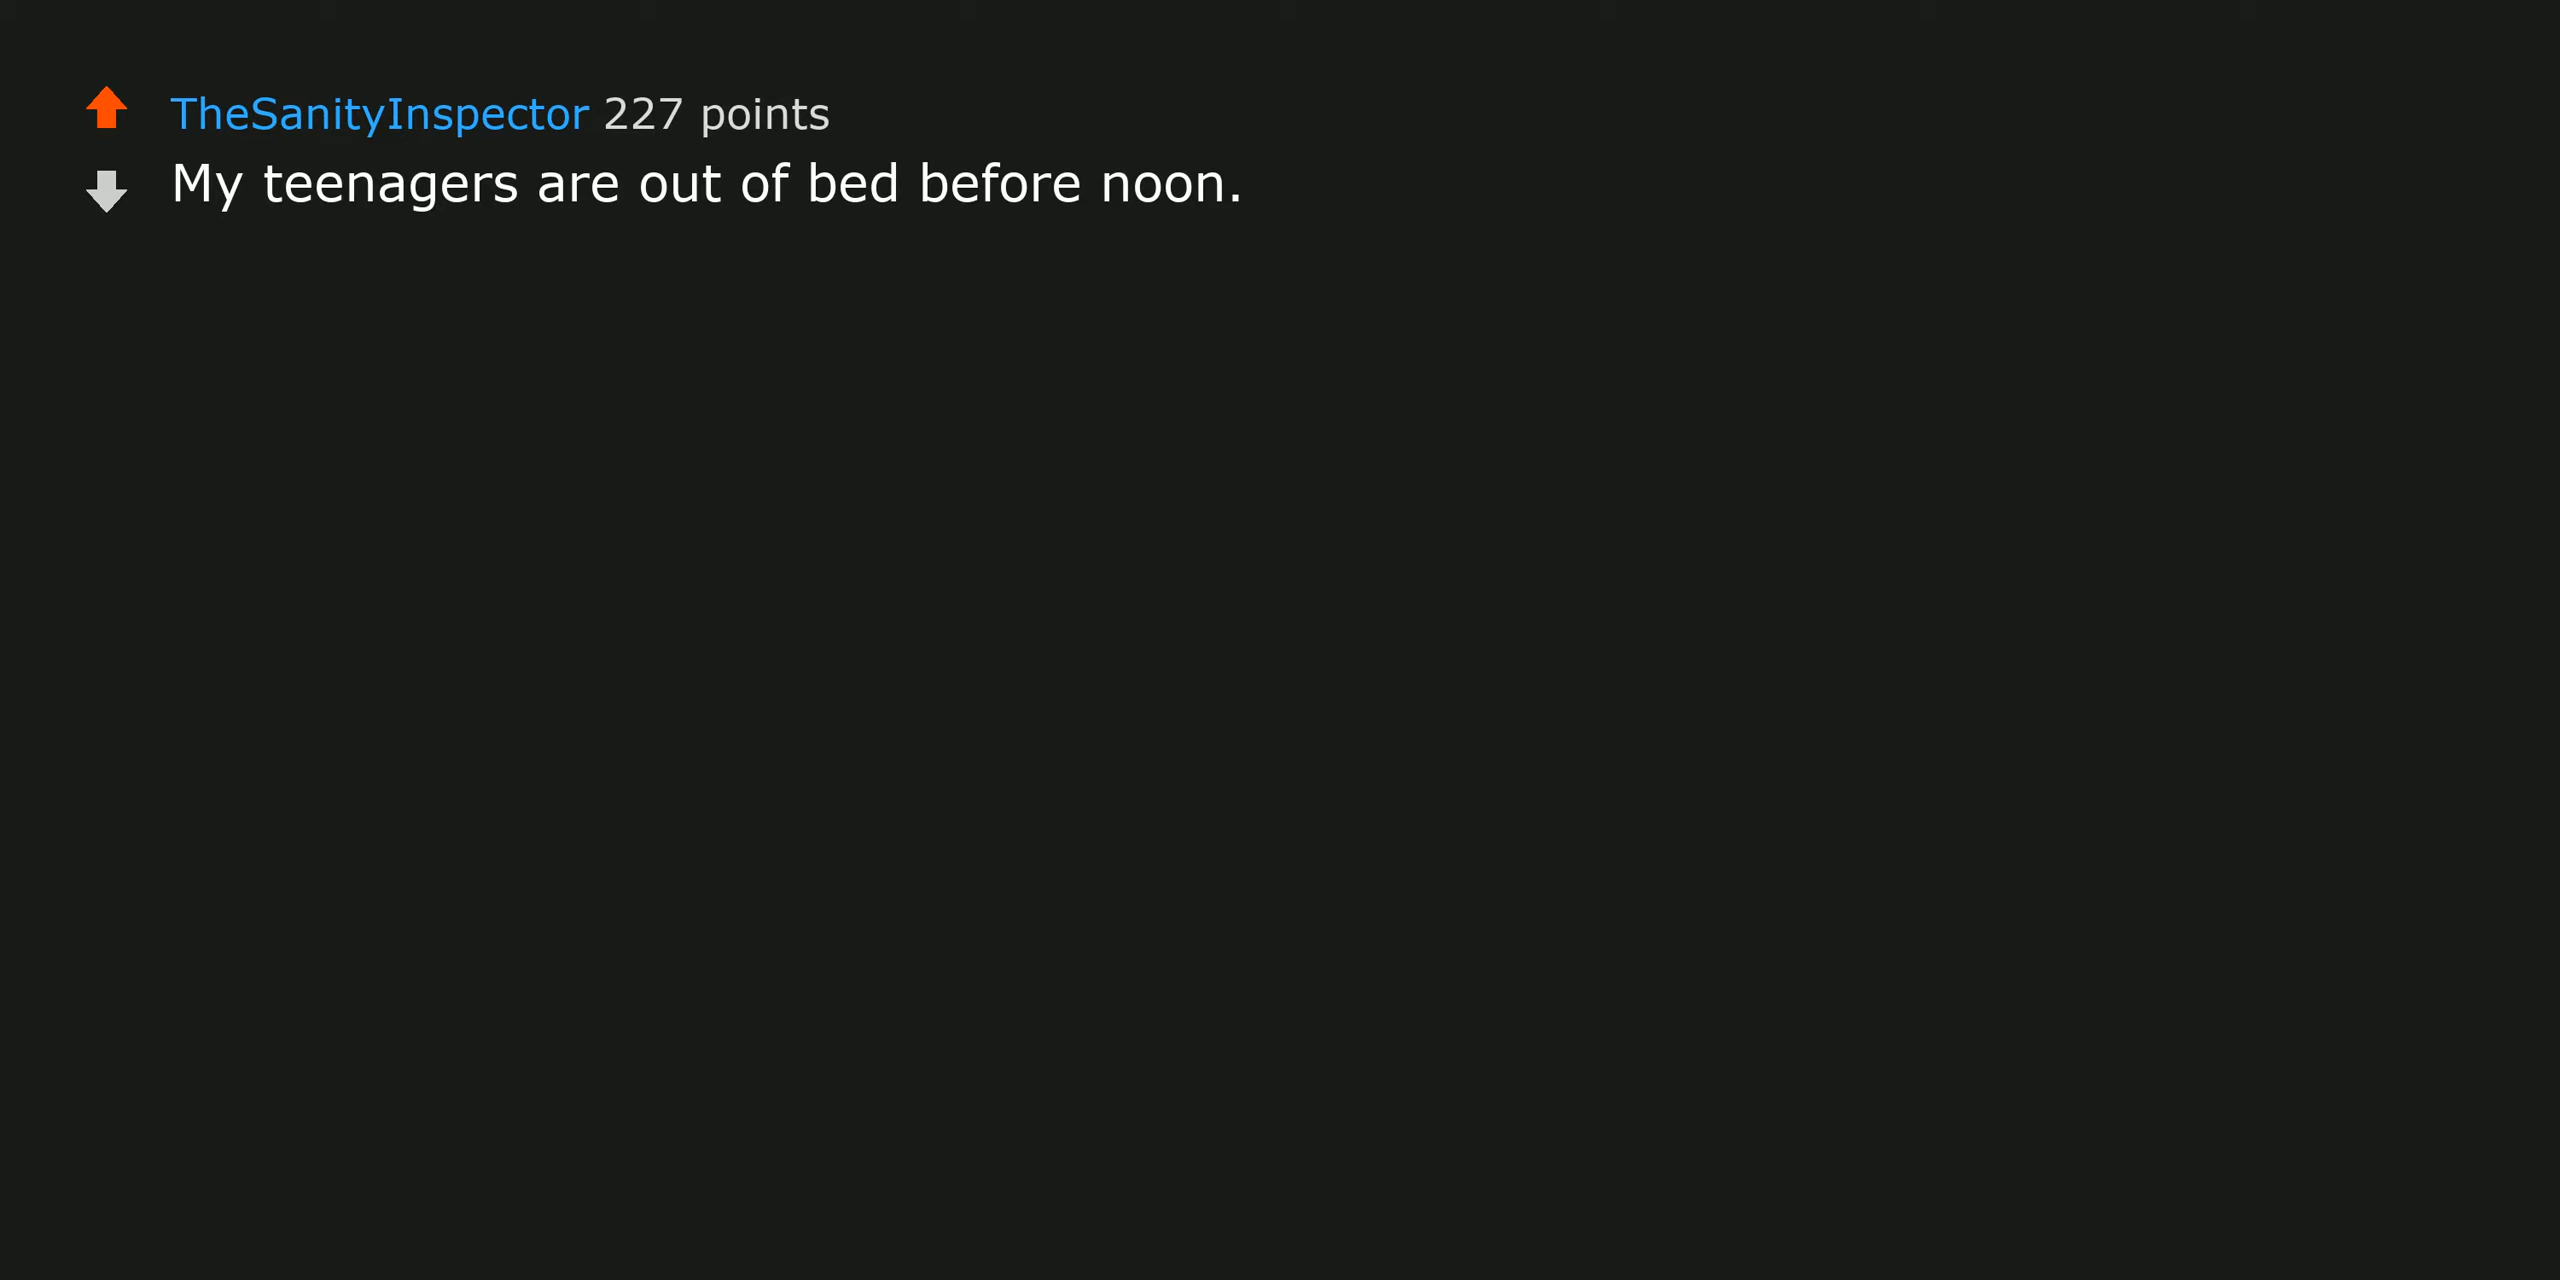 TheSanityInspector 227 points
My teenagers are out of bed before noon.